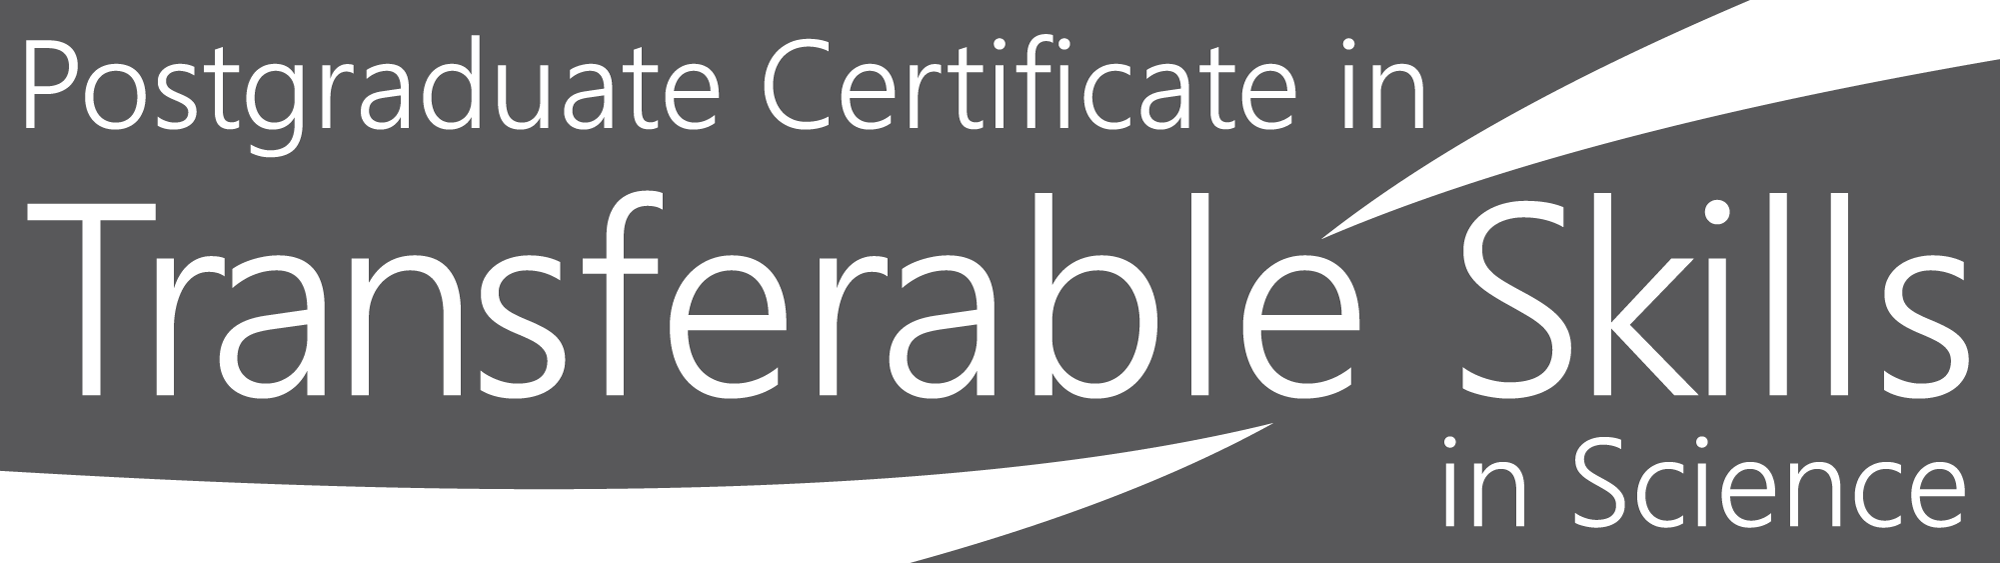 Postgraduate Certificate in
Transferable Skills
in Science